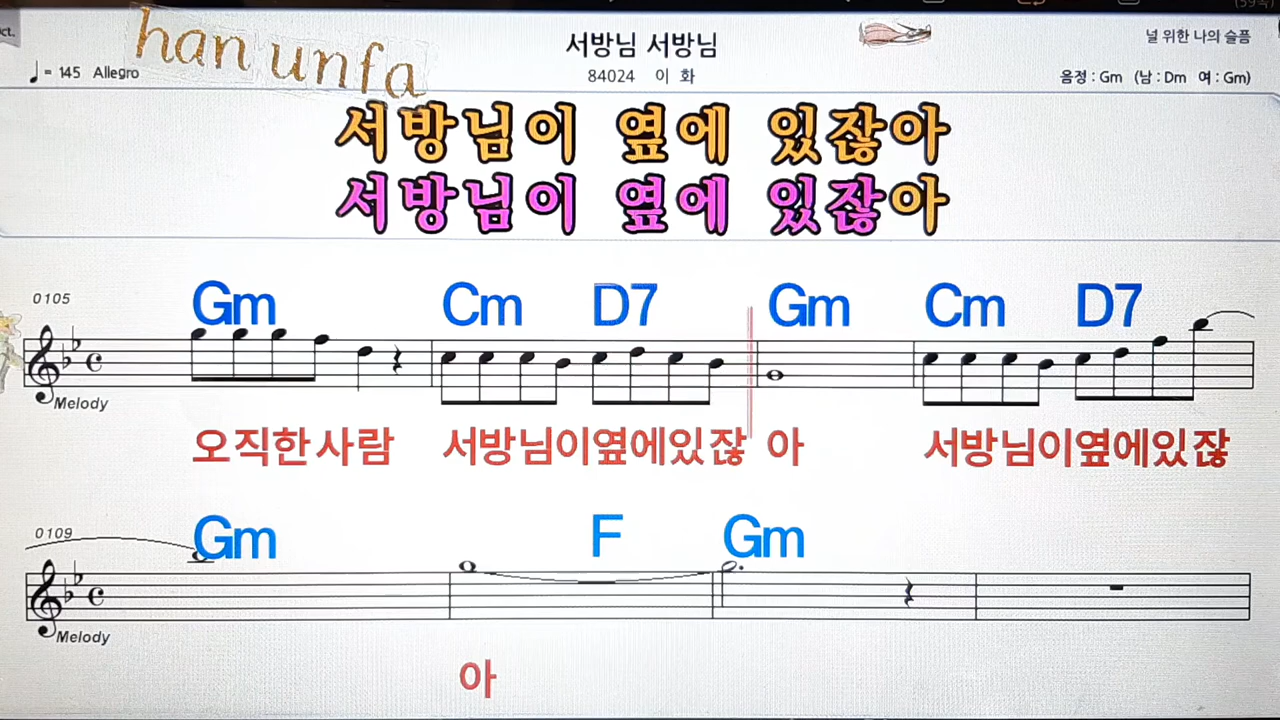 (59곡)
ct.
han unfa
서방님 서방님
널 위한 나의 슬픔
♩= 145 Allegro
84024 이 화
음정 : Gm (남 : Dm 여 : Gm)
서방님이 옆에 있잖아
서방님이 옆에 있잖아
0105
Gm Cm D7 Gm Cm D7
Melody
오직한사람 서방님이옆에있잖 아 서방님이옆에있잖
0109
Gm F Gm
Melody
아